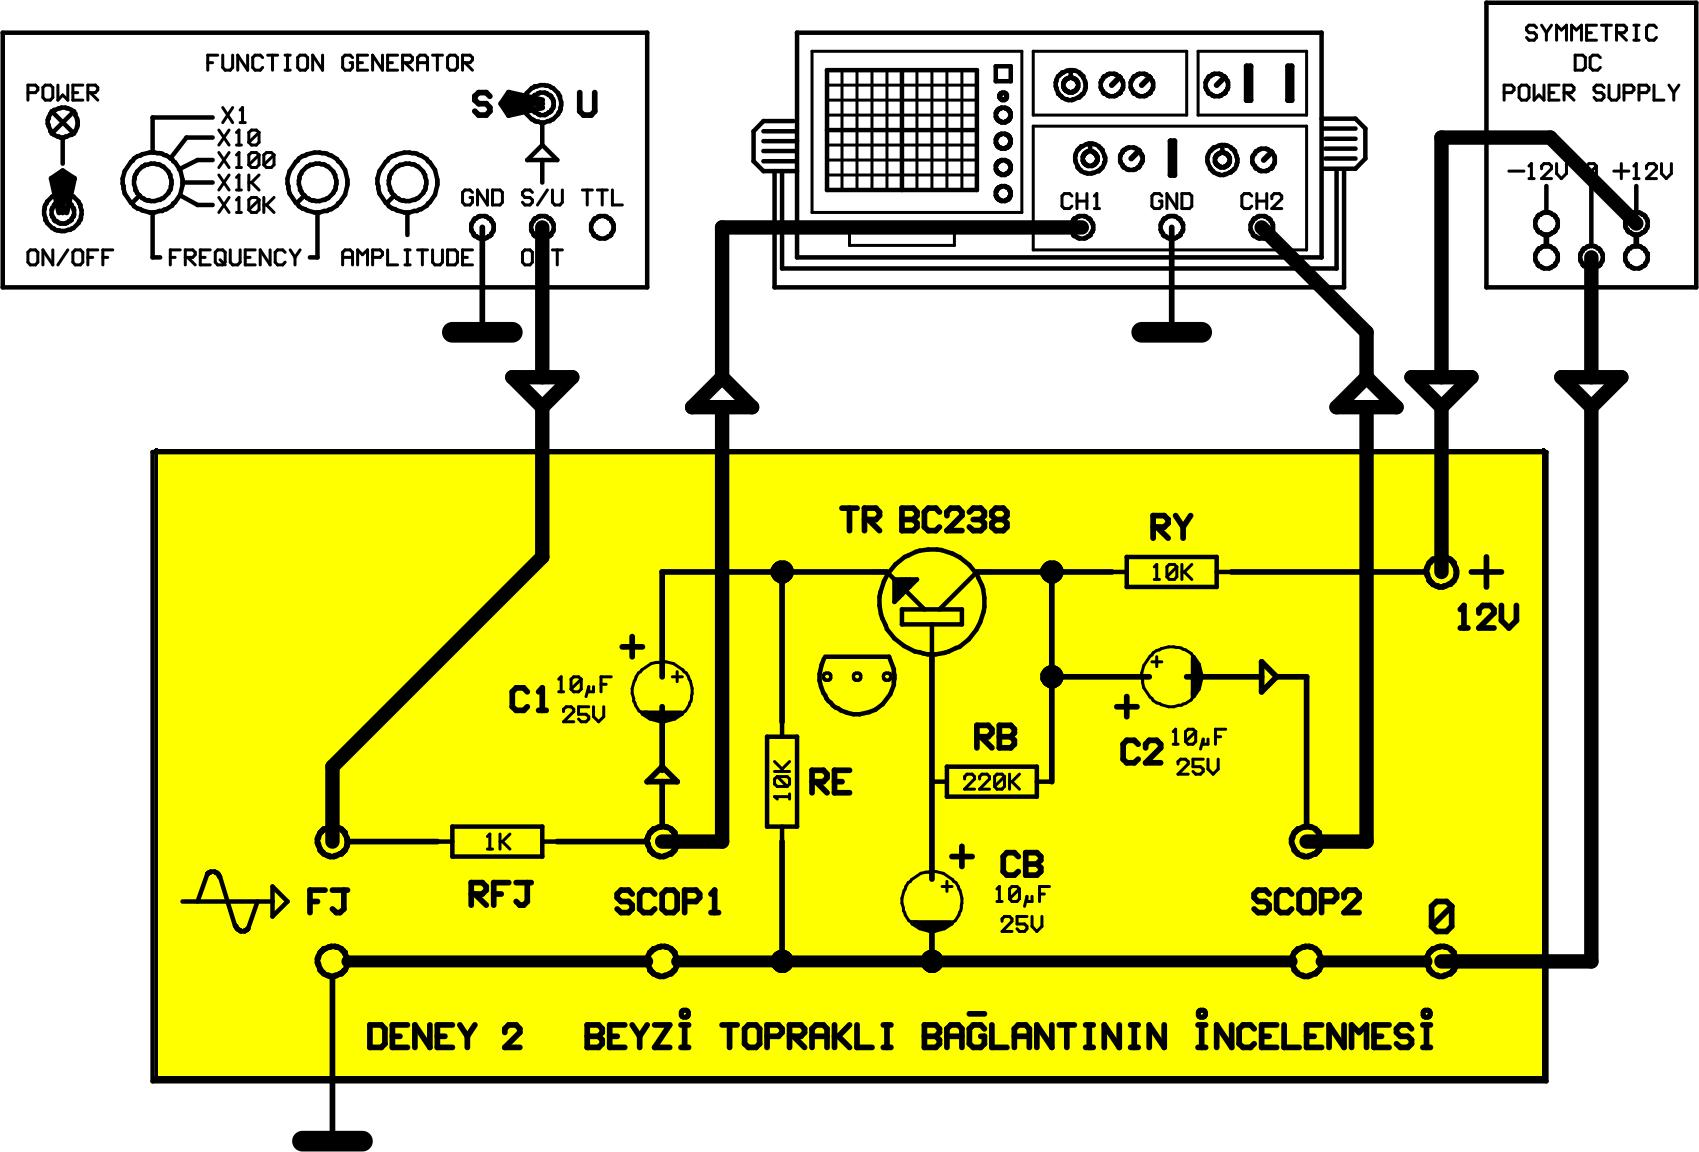 FUNCTION GENERATOR
POWER
X1
X10
X100
X1K
X10K
S U
GND S/U TTL
OUT
ON/OFF
FREQUENCY
AMPLITUDE
CH1 GND CH2
SYMMETRIC
DC
POWER SUPPLY
-12V 0 +12V
TR BC238
RY
10K
+
12V
+
C1 10µF
25V
10K
RE
RB
220K
+
+
C2 10µF
25V
+
+
CB
10µF
25V
1K
FJ
RFJ
SCOP1
SCOP2
0
DENEY 2 BEYZİ TOPRAKLI BAĞLANTININ İNCELENMESİ